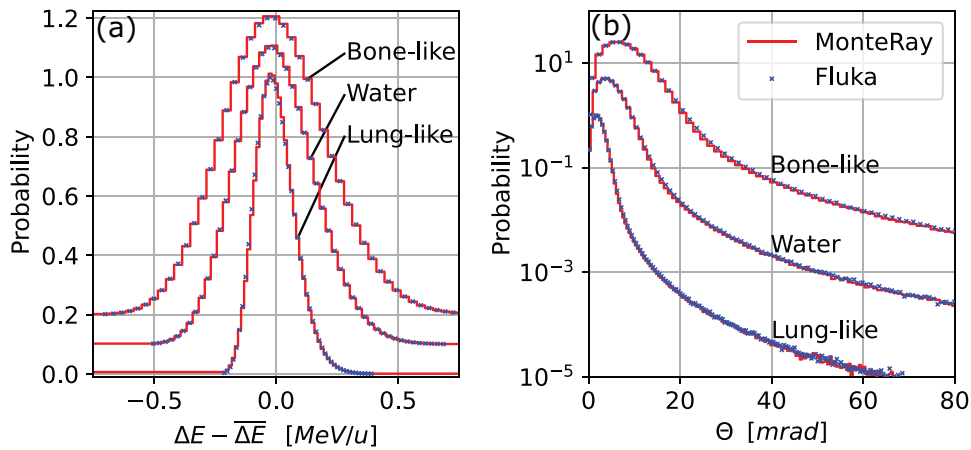 (a)
Bone-like
Water
Lung-like
Probability
1.2
1.0
0.8
0.6
0.4
0.2
0.0
−0.5 0.0 0.5
ΔE − \overline{ΔE} [MeV/u]
(b)
MonteRay
Fluka
Bone-like
Water
Lung-like
Probability
10¹
10⁻¹
10⁻³
10⁻⁵
0 20 40 60 80
Θ [mrad]